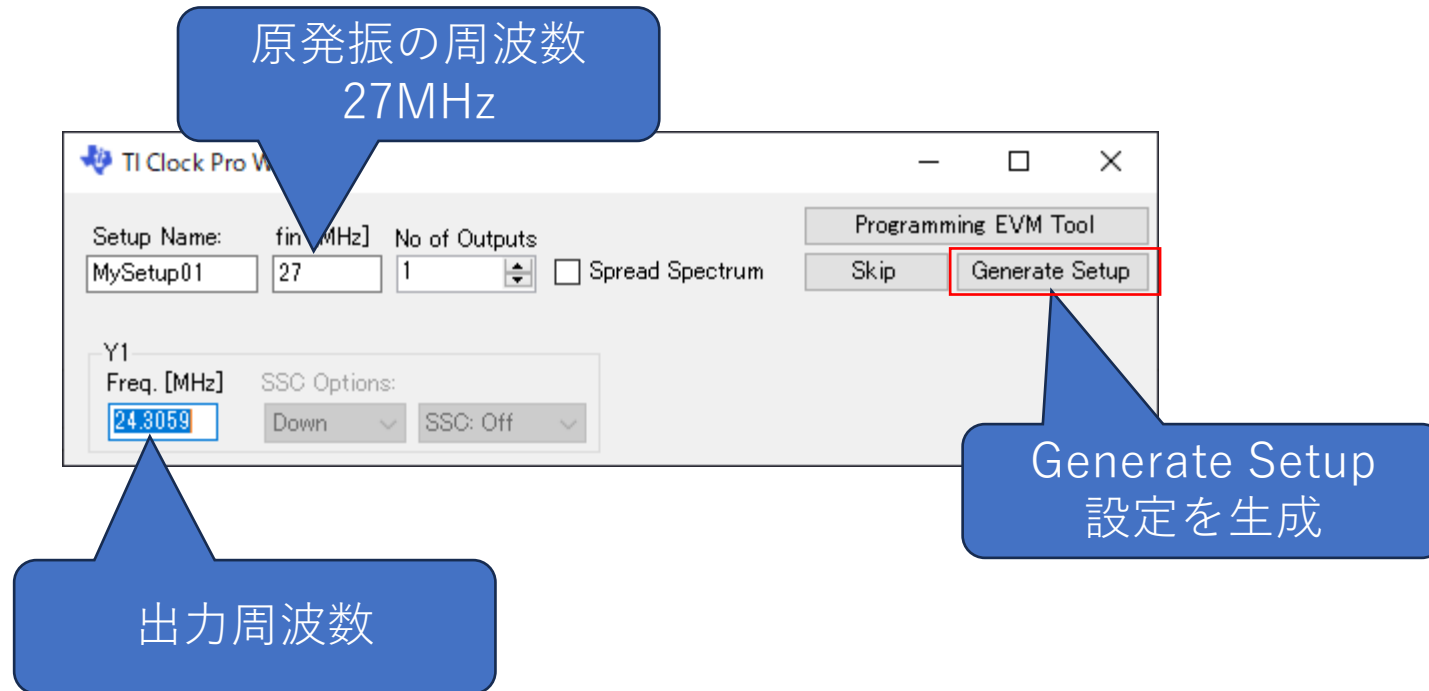 原発振の周波数
27MHz
TI Clock Pro
Setup Name:
fin [MHz]
No of Outputs
MySetup01
27
1
Spread Spectrum
Programming EVM Tool
Skip
Generate Setup
Y1
Freq. [MHz]
SSC Options:
24.3059
Down
SSC: Off
Generate Setup
設定を生成
出力周波数